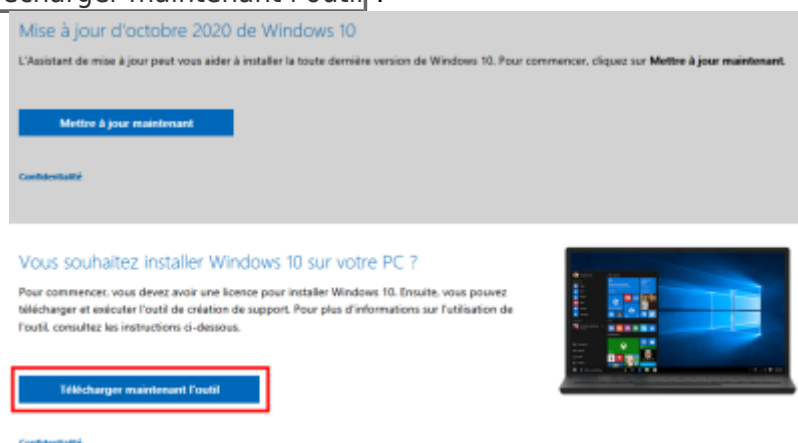 écharger maintenant l'outil .
Mise à jour d'octobre 2020 de Windows 10
L'Assistant de mise à jour peut vous aider à installer la toute dernière version de Windows 10. Pour commencer, cliquez sur Mettre à jour maintenant.
Mettre à jour maintenant
Confidentialité
Vous souhaitez installer Windows 10 sur votre PC ?
Pour commencer, vous devez avoir une licence pour installer Windows 10. Ensuite, vous pouvez
télécharger et exécuter l'outil de création de support. Pour plus d'informations sur l'utilisation de
l'outil, consultez les instructions ci-dessous.
Télécharger maintenant l'outil
Confidentialité